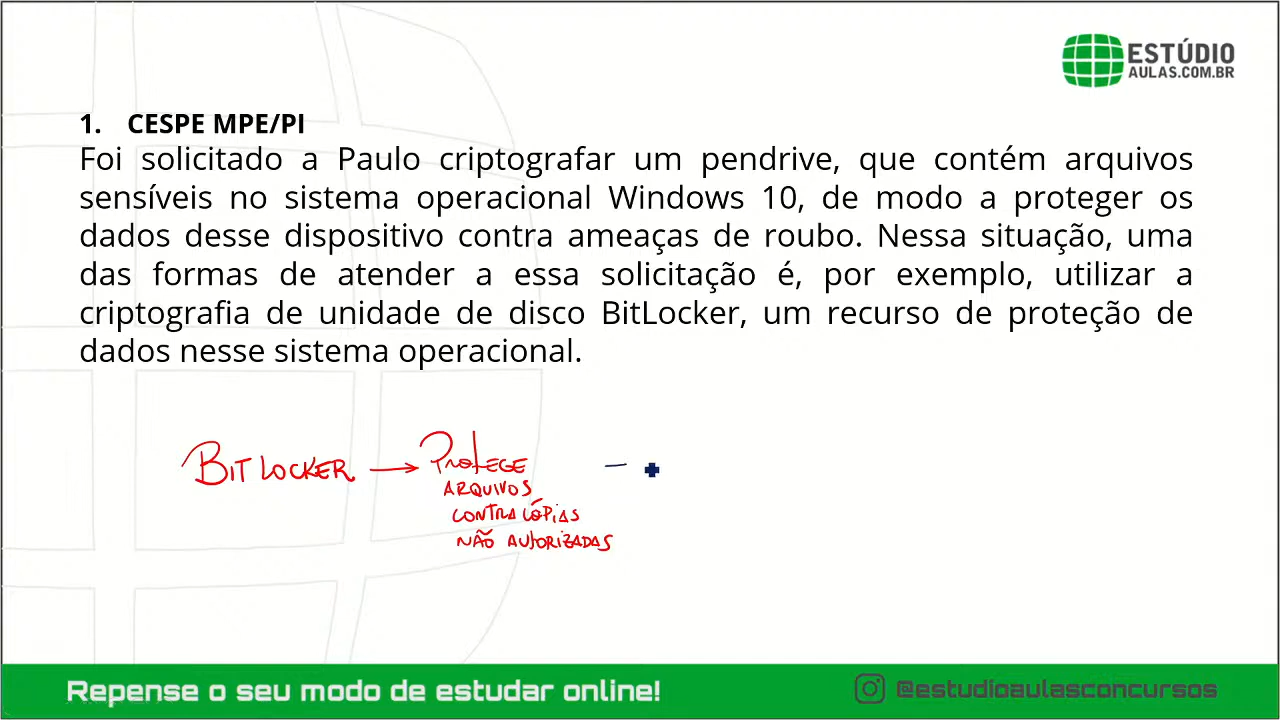 ESTÚDIO
AULAS.COM.BR
1. CESPE MPE/PI
Foi solicitado a Paulo criptografar um pendrive, que contém arquivos
sensíveis no sistema operacional Windows 10, de modo a proteger os
dados desse dispositivo contra ameaças de roubo. Nessa situação, uma
das formas de atender a essa solicitação é, por exemplo, utilizar a
criptografia de unidade de disco BitLocker, um recurso de proteção de
dados nesse sistema operacional.
BITLOCKER → PROTEGE
ARQUIVOS
CONTRA CÓPIAS
NÃO AUTORIZADAS
Repense o seu modo de estudar online!
@estudioaulasconcursos